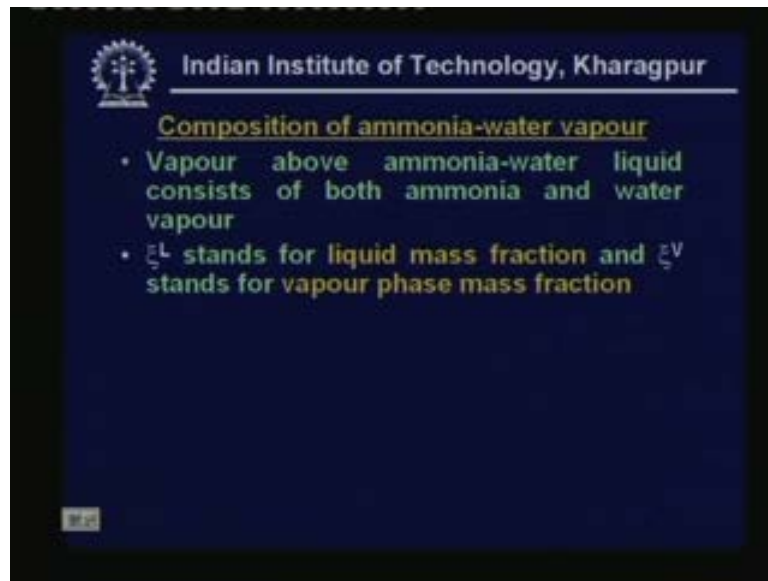 Indian Institute of Technology, Kharagpur
Composition of ammonia-water vapour
• Vapour above ammonia-water liquid
consists of both ammonia and water
vapour
• ξᴸ stands for liquid mass fraction and ξⱽ
stands for vapour phase mass fraction